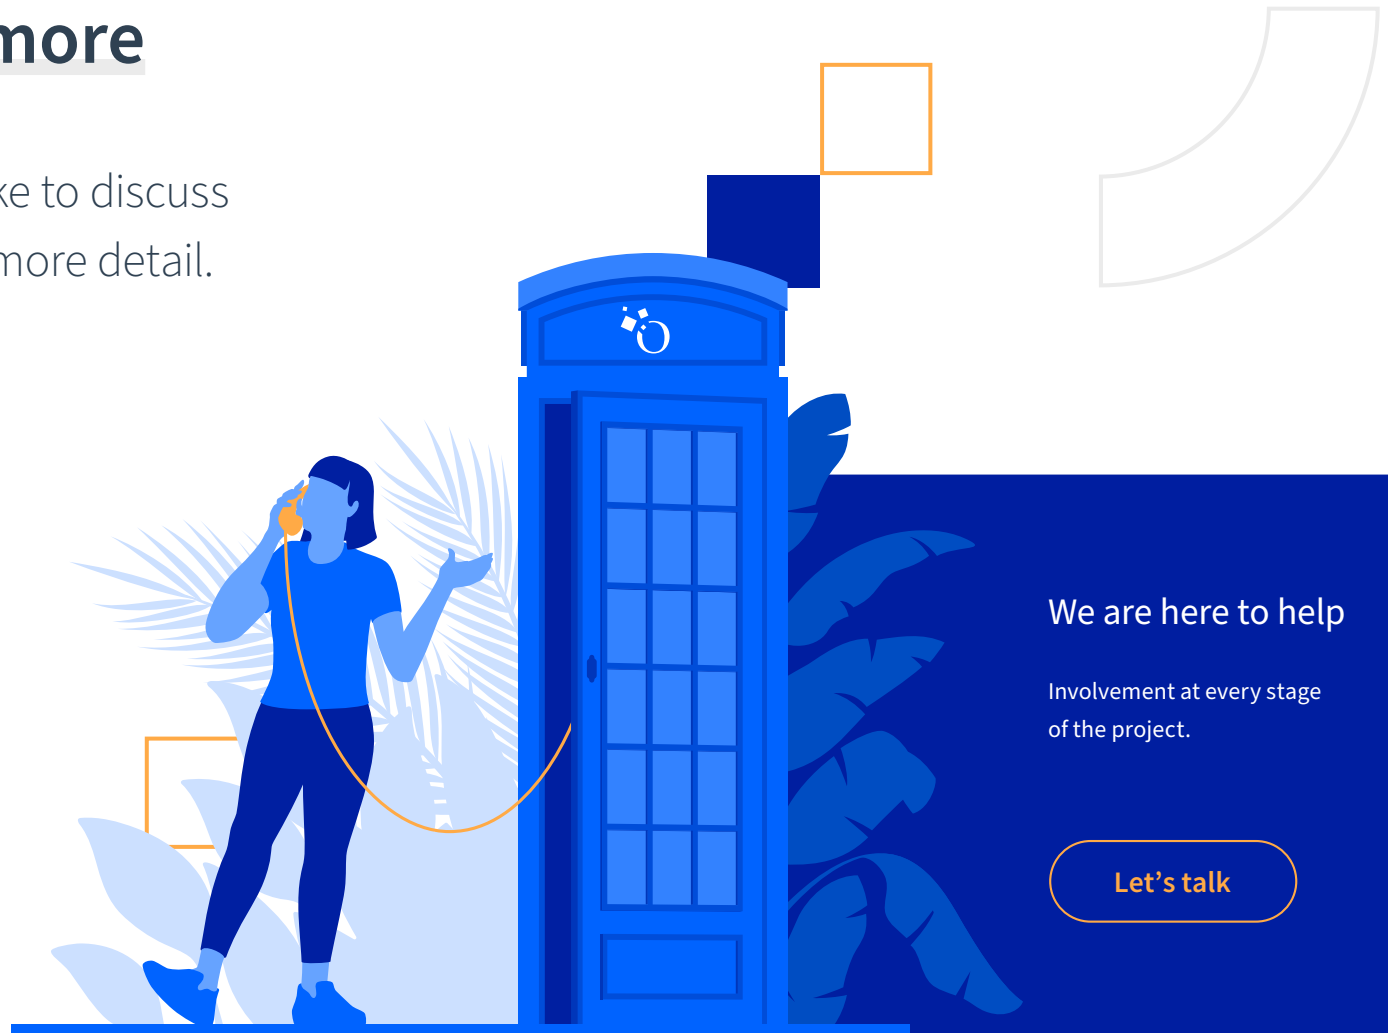 more
ke to discuss
more detail.
We are here to help
Involvement at every stage
of the project.
Let’s talk